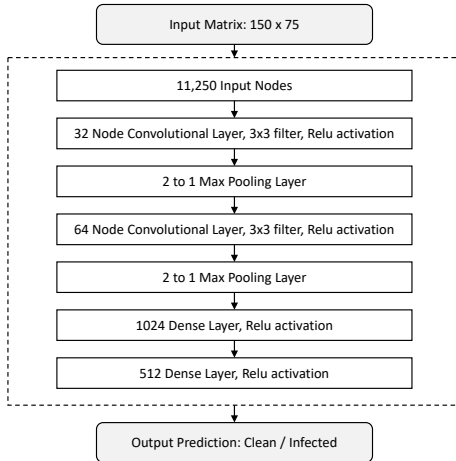 Input Matrix: 150 x 75
11,250 Input Nodes
32 Node Convolutional Layer, 3x3 filter, Relu activation
2 to 1 Max Pooling Layer
64 Node Convolutional Layer, 3x3 filter, Relu activation
2 to 1 Max Pooling Layer
1024 Dense Layer, Relu activation
512 Dense Layer, Relu activation
Output Prediction: Clean / Infected